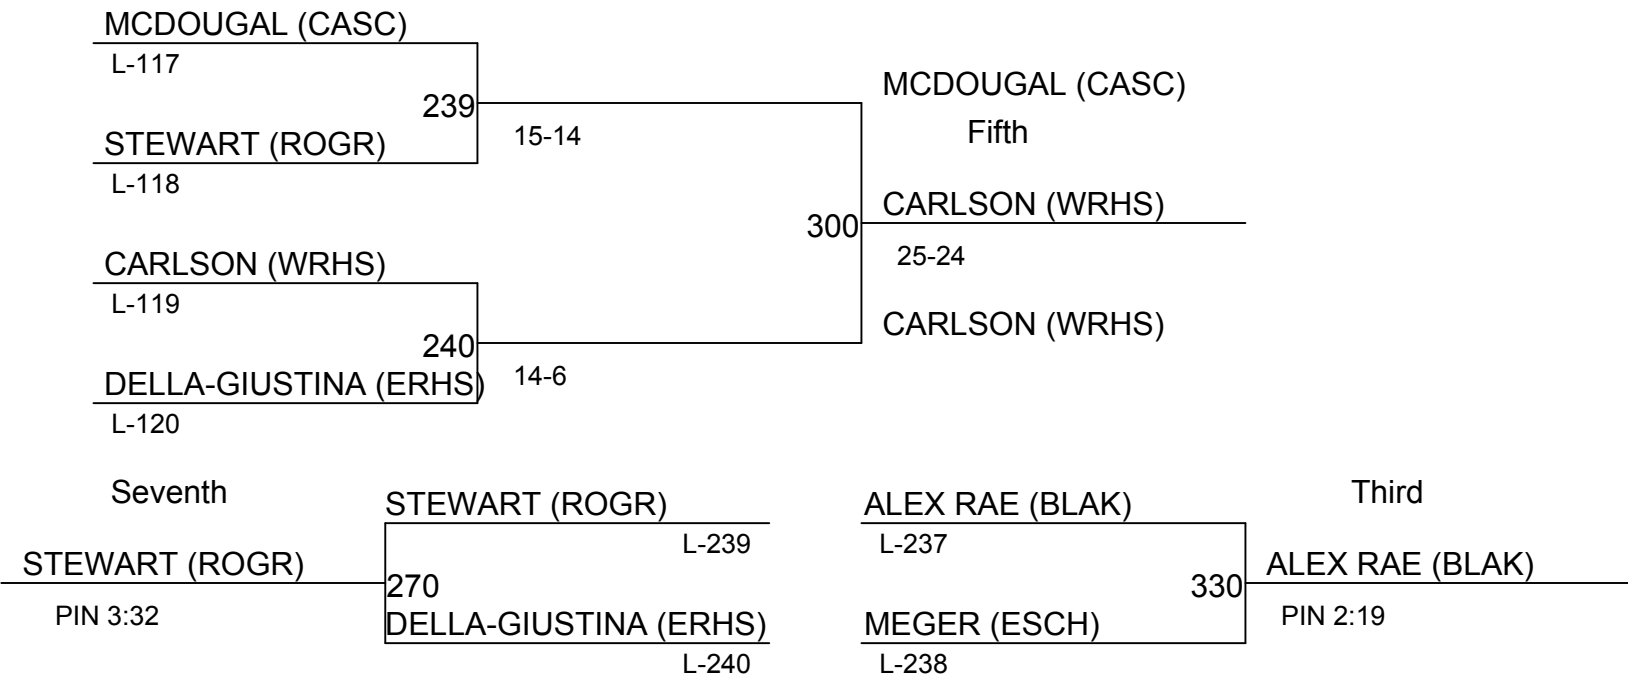 MCDOUGAL (CASC)
L-117
239
15-14
STEWART (ROGR)
L-118
MCDOUGAL (CASC)
Fifth
CARLSON (WRHS)
300
25-24
CARLSON (WRHS)
L-119
240
14-6
DELLA-GIUSTINA (ERHS)
L-120
CARLSON (WRHS)
Seventh
STEWART (ROGR)
L-239
STEWART (ROGR)
270
PIN 3:32
DELLA-GIUSTINA (ERHS)
L-240
ALEX RAE (BLAK)
L-237
Third
330
ALEX RAE (BLAK)
PIN 2:19
MEGER (ESCH)
L-238